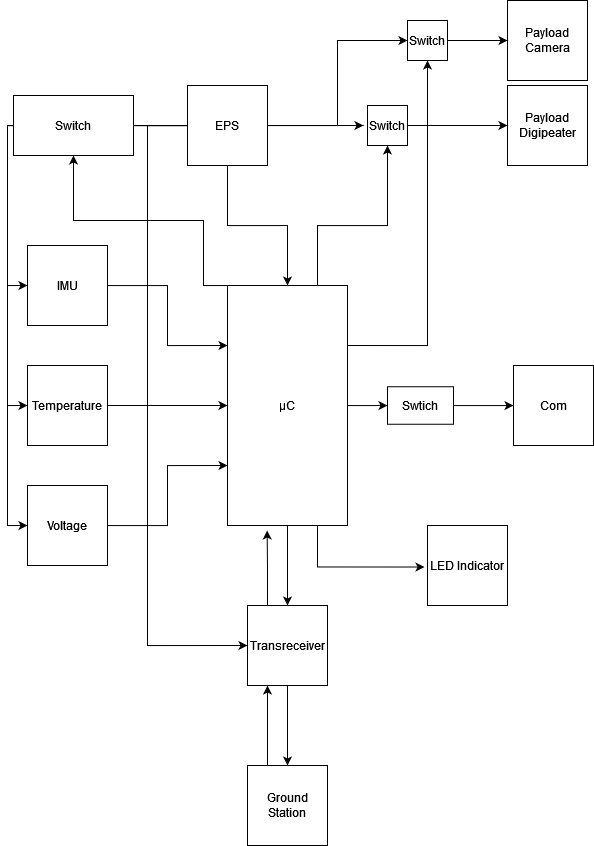 Switch
Payload
Camera
Switch
EPS
Switch
Payload
Digipeater
IMU
Temperature
µC
Swtich
Com
Voltage
LED Indicator
Transreceiver
Ground
Station